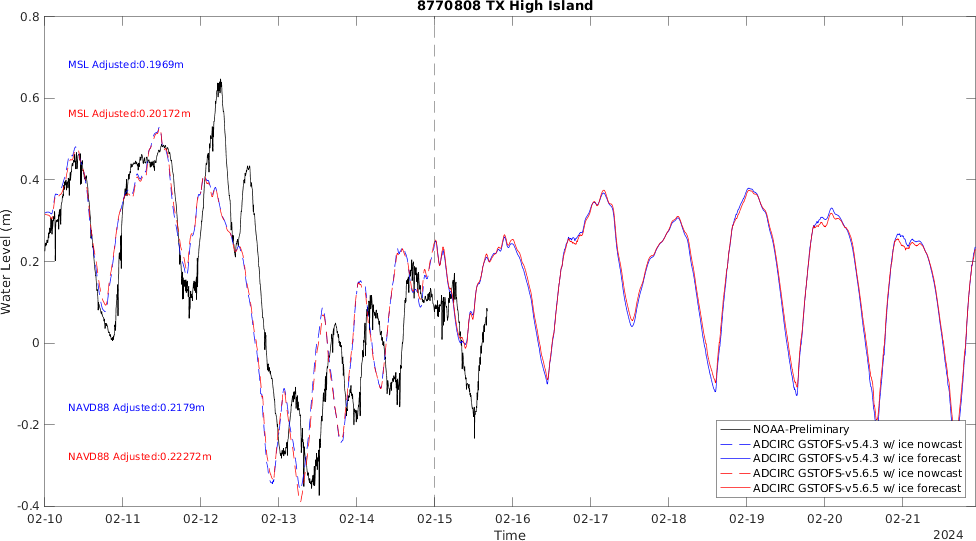 8770808 TX High Island
0.8
0.6
0.4
0.2
0
-0.2
-0.4
Water Level (m)
MSL Adjusted:0.1969m
MSL Adjusted:0.20172m
NAVD88 Adjusted:0.2179m
NAVD88 Adjusted:0.22272m
NOAA-Preliminary
ADCIRC GSTOFS-v5.4.3 w/ ice nowcast
ADCIRC GSTOFS-v5.4.3 w/ ice forecast
ADCIRC GSTOFS-v5.6.5 w/ ice nowcast
ADCIRC GSTOFS-v5.6.5 w/ ice forecast
02-10 02-11 02-12 02-13 02-14 02-15 02-16 02-17 02-18 02-19 02-20 02-21
Time
2024